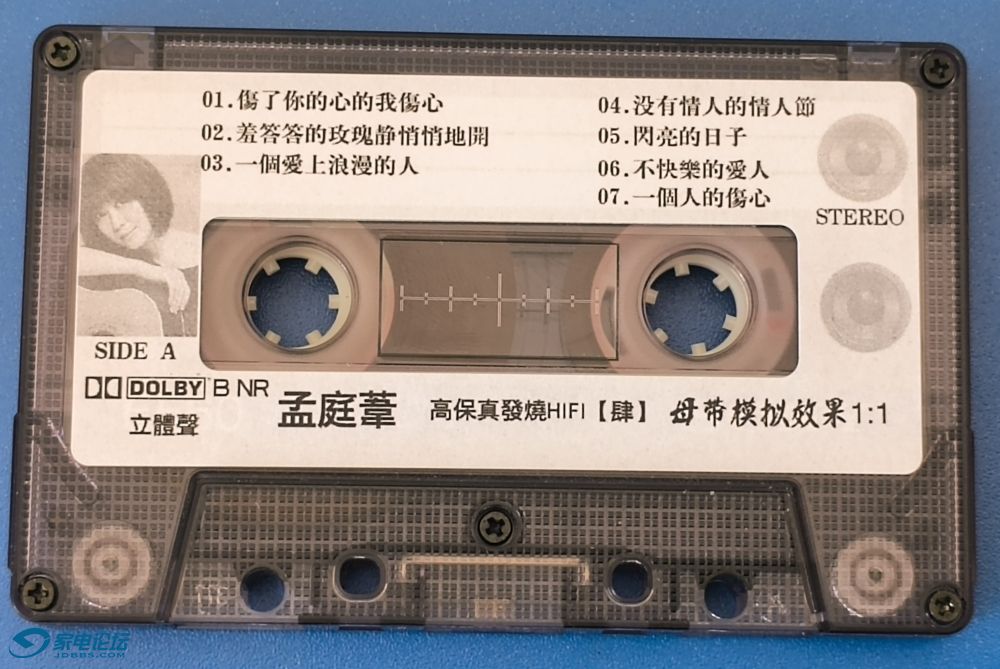 01.傷了你的心的我傷心
02.羞答答的玫瑰静悄悄地開
03.一個愛上浪漫的人
04.没有情人的情人節
05.閃亮的日子
06.不快樂的愛人
07.一個人的傷心
STEREO
SIDE A
DOLBY B NR
立體聲
孟庭葦
高保真發燒HIFI【肆】
母带模拟效果1:1
家电论坛
JDBBS.COM